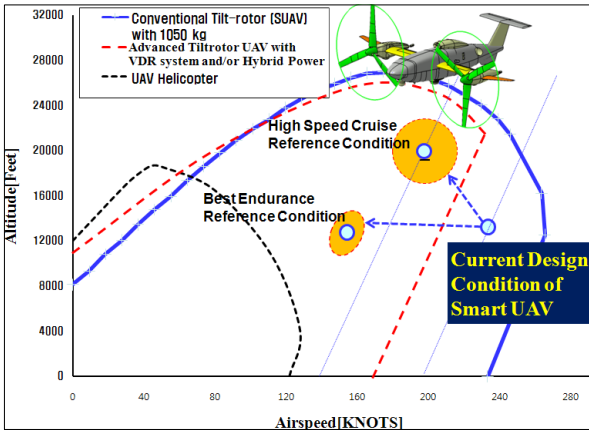 32000
28000
24000
20000
16000
12000
8000
4000
0
Altitude[Feet]
Conventional Tilt-rotor (SUAV)
with 1050 kg
Advanced Tiltrotor UAV with
VDR system and/or Hybrid Power
UAV Helicopter
High Speed Cruise
Reference Condition
Best Endurance
Reference Condition
Current Design
Condition of
Smart UAV
0 40 80 120 160 200 240 280
Airspeed[KNOTS]